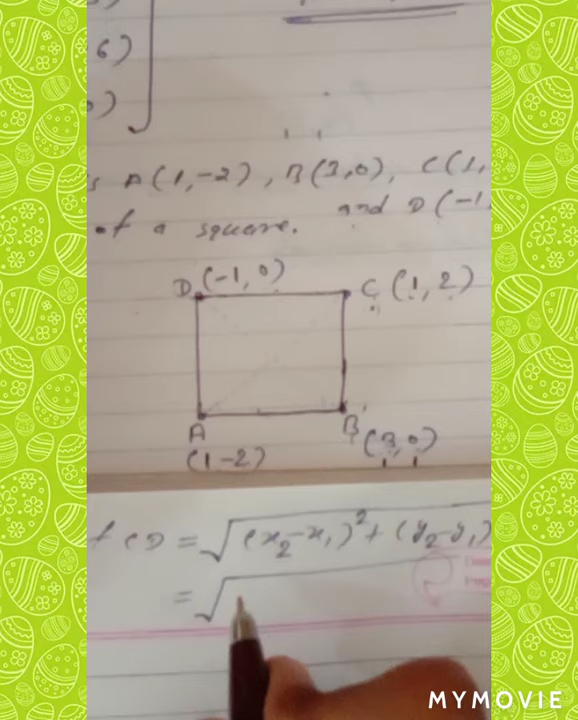 6)
)
s A(1,-2), B(3,0), C(1,
of a square. and D(-1
D (-1, 0) C (1, 2)
A B
(1-2) (3,0)
f CD = √(x₂-x₁)²+(y₂-y₁)
= √
MYMOVIE